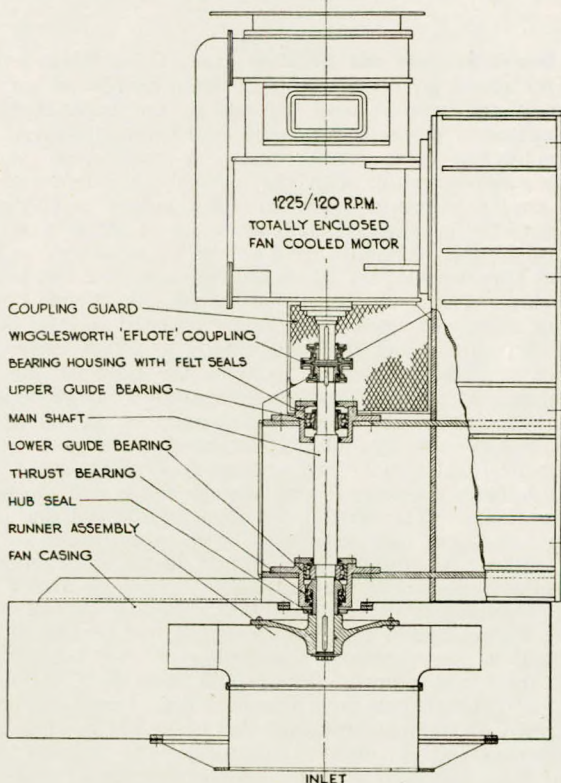 1225/120 R.P.M.
TOTALLY ENCLOSED
FAN COOLED MOTOR
COUPLING GUARD
WIGGLESWORTH 'EFLOTE' COUPLING
BEARING HOUSING WITH FELT SEALS
UPPER GUIDE BEARING
MAIN SHAFT
LOWER GUIDE BEARING
THRUST BEARING
HUB SEAL
RUNNER ASSEMBLY
FAN CASING
INLET